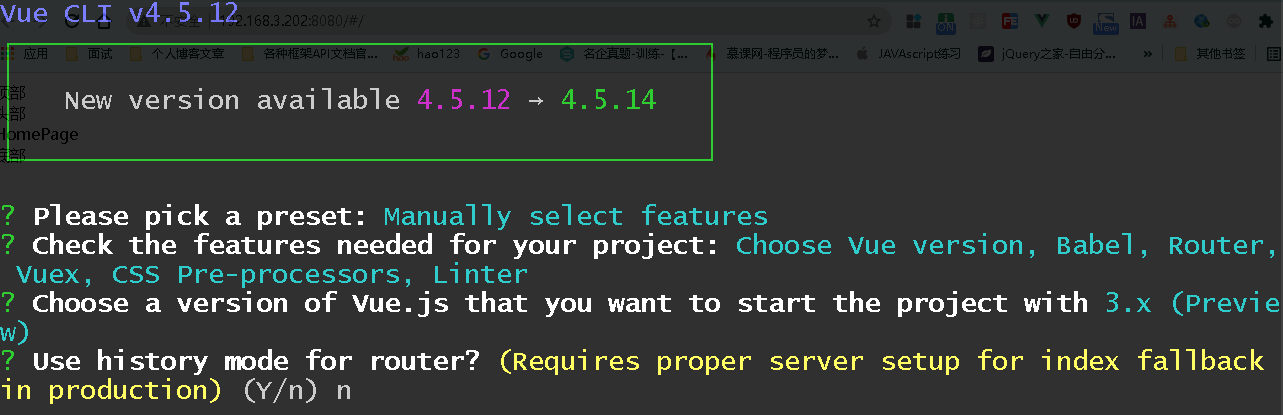 Vue CLI v4.5.12
192.168.3.202:8080/#/
应用 面试 个人博客文章 各种框架API文档官... hao123 Google 名企真题-训练-【... 慕课网-程序员的梦... JAVAscript练习 jQuery之家-自由分... » 其他书签
顶部
New version available 4.5.12 → 4.5.14
头部
HomePage
底部
? Please pick a preset: Manually select features
? Check the features needed for your project: Choose Vue version, Babel, Router,
Vuex, CSS Pre-processors, Linter
? Choose a version of Vue.js that you want to start the project with 3.x (Previe
w)
? Use history mode for router? (Requires proper server setup for index fallback
in production) (Y/n) n